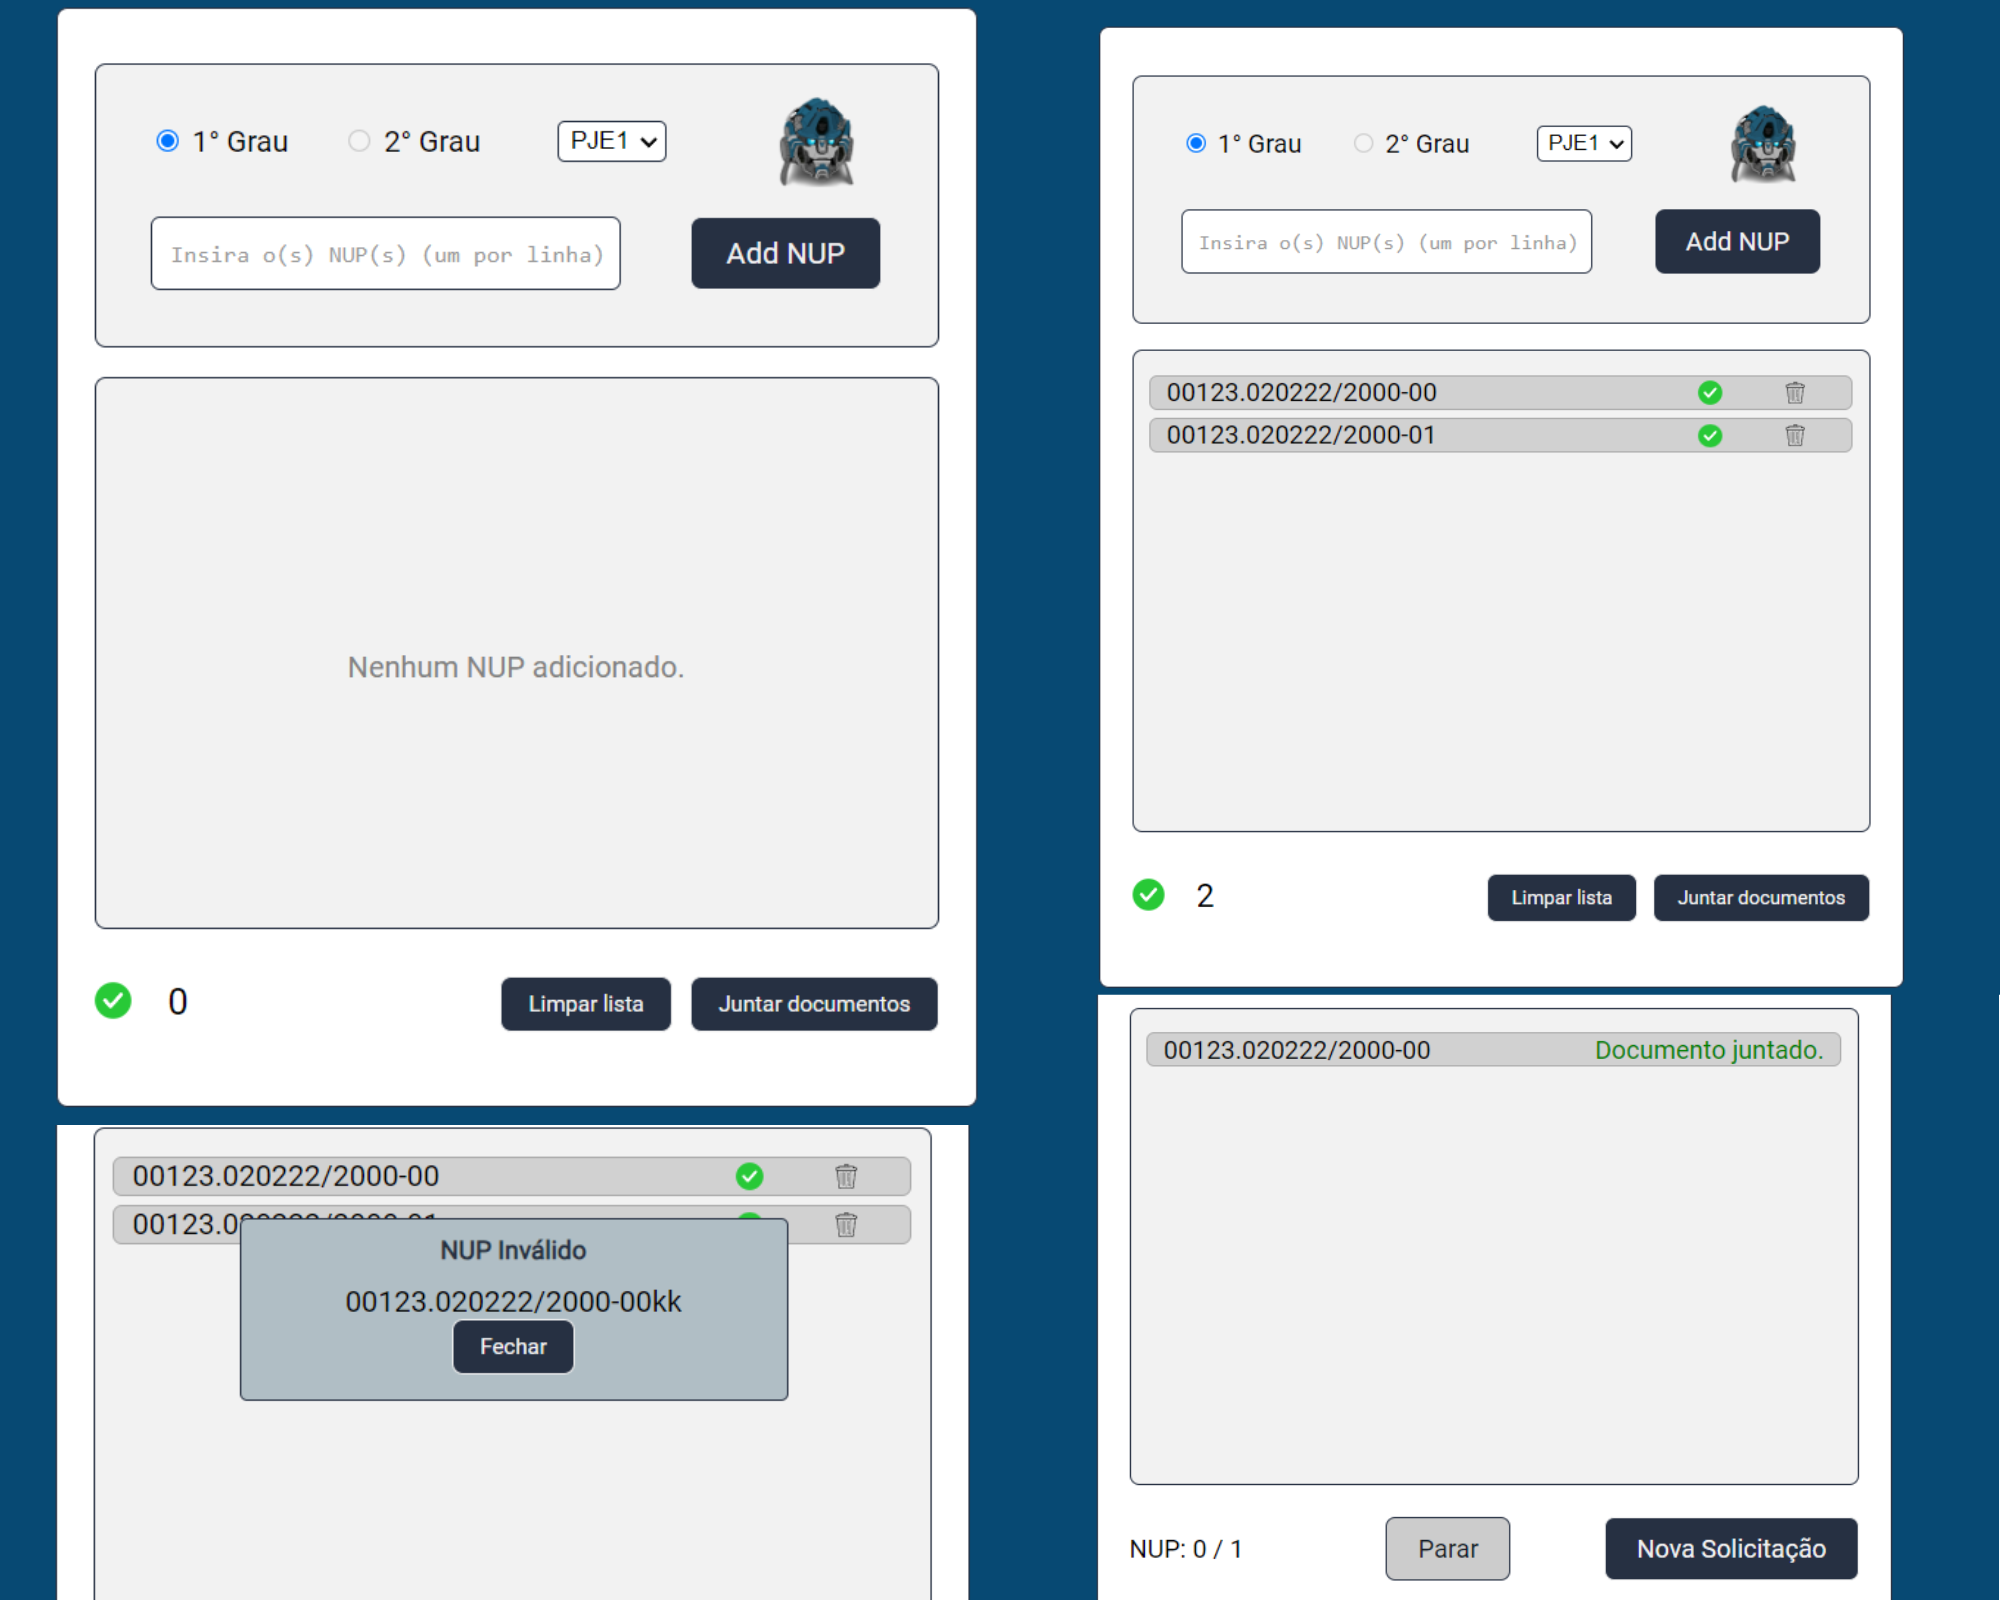 1° Grau 2° Grau PJE1
Insira o(s) NUP(s) (um por linha) Add NUP
Nenhum NUP adicionado.
0 Limpar lista Juntar documentos
1° Grau 2° Grau PJE1
Insira o(s) NUP(s) (um por linha) Add NUP
00123.020222/2000-00
00123.020222/2000-01
2 Limpar lista Juntar documentos
00123.020222/2000-00
00123.0
NUP Inválido
00123.020222/2000-00kk
Fechar
00123.020222/2000-00 Documento juntado.
NUP: 0 / 1 Parar Nova Solicitação